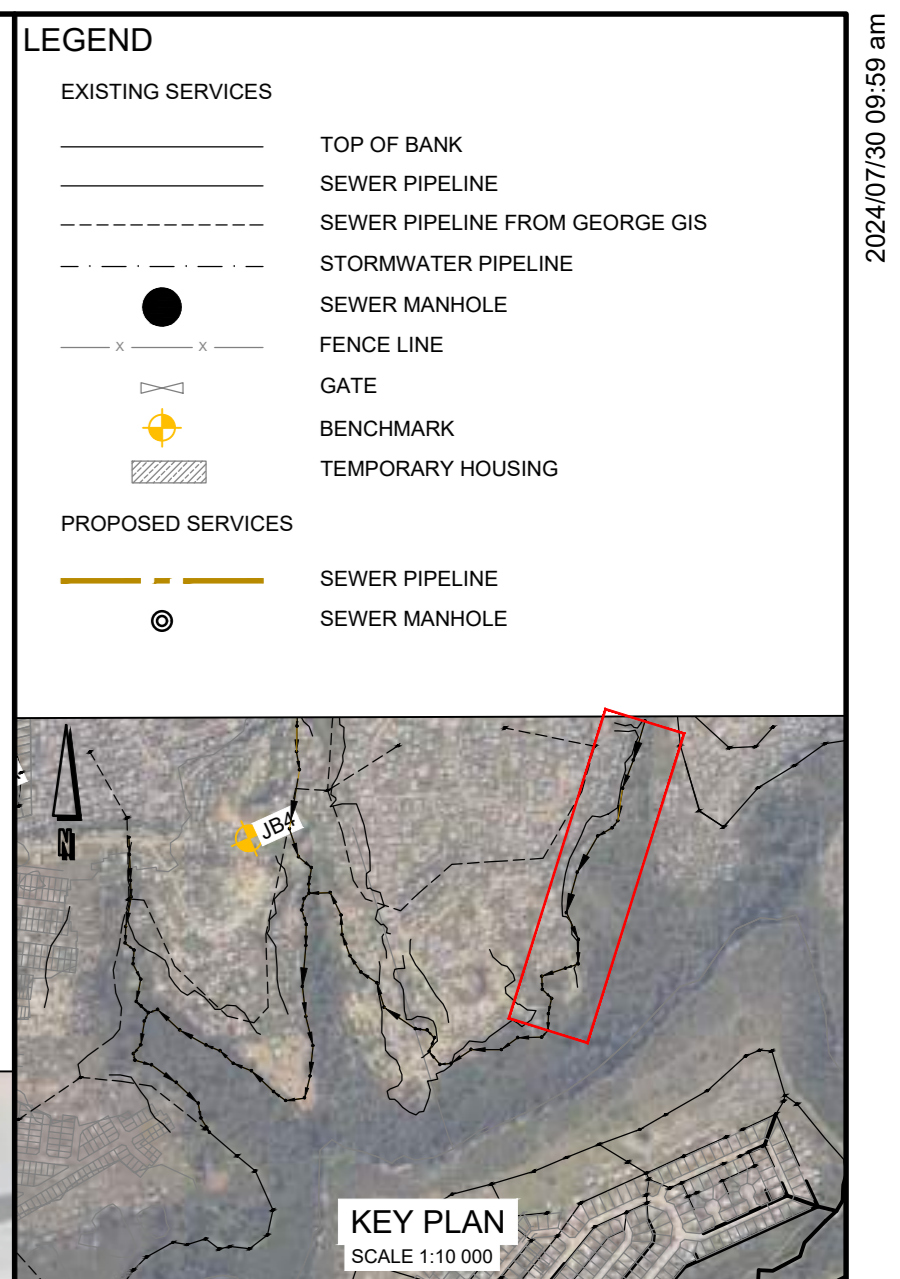 LEGEND
EXISTING SERVICES
TOP OF BANK
SEWER PIPELINE
SEWER PIPELINE FROM GEORGE GIS
STORMWATER PIPELINE
SEWER MANHOLE
x x
FENCE LINE
GATE
BENCHMARK
TEMPORARY HOUSING
PROPOSED SERVICES
SEWER PIPELINE
SEWER MANHOLE
N
JB4
KEY PLAN
SCALE 1:10 000
2024/07/30 09:59 am